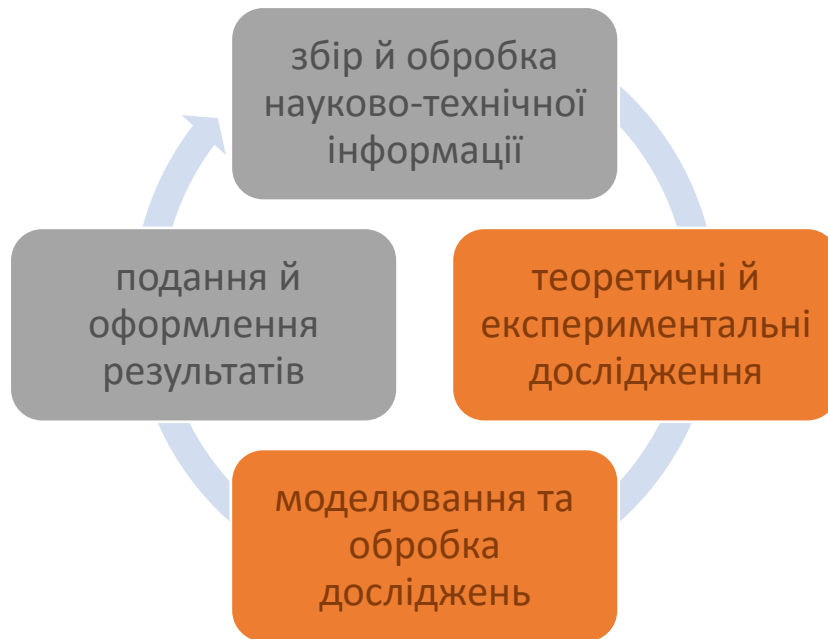 збір й обробка
науково-технічної
інформації
теоретичні й
експериментальні
дослідження
моделювання та
обробка
досліджень
подання й
оформлення
результатів